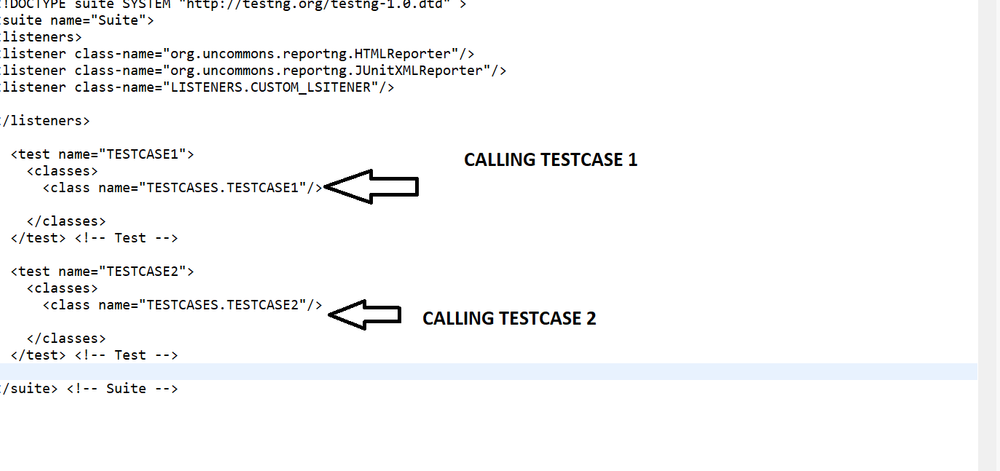 !DOCTYPE suite SYSTEM "http://testng.org/testng-1.0.dtd" >
suite name="Suite">
listeners>
listener class-name="org.uncommons.reportng.HTMLReporter"/>
listener class-name="org.uncommons.reportng.JUnitXMLReporter"/>
listener class-name="LISTENERS.CUSTOM_LSITENER"/>
/listeners>
<test name="TESTCASE1">
CALLING TESTCASE 1
<classes>
<class name="TESTCASES.TESTCASE1"/>
</classes>
</test> <!-- Test -->
<test name="TESTCASE2">
<classes>
<class name="TESTCASES.TESTCASE2"/>
CALLING TESTCASE 2
</classes>
</test> <!-- Test -->
/suite> <!-- Suite -->